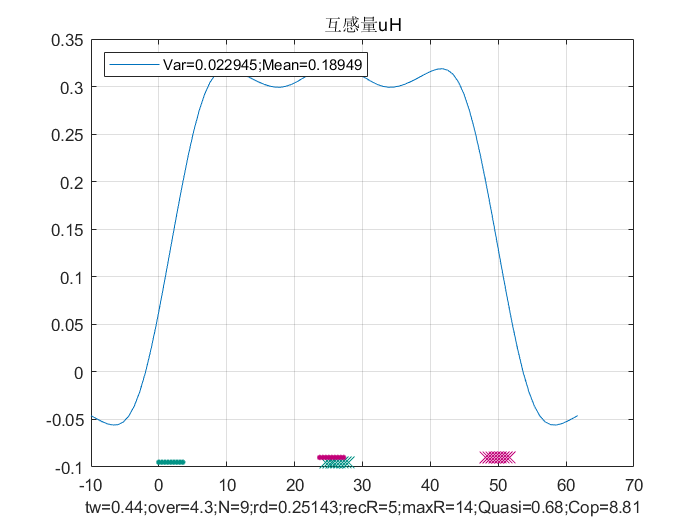 互感量uH
0.35
Var=0.022945;Mean=0.18949
0.3
0.25
0.2
0.15
0.1
0.05
0
-0.05
-0.1
-10 0 10 20 30 40 50 60 70
tw=0.44;over=4.3;N=9;rd=0.25143;recR=5;maxR=14;Quasi=0.68;Cop=8.81